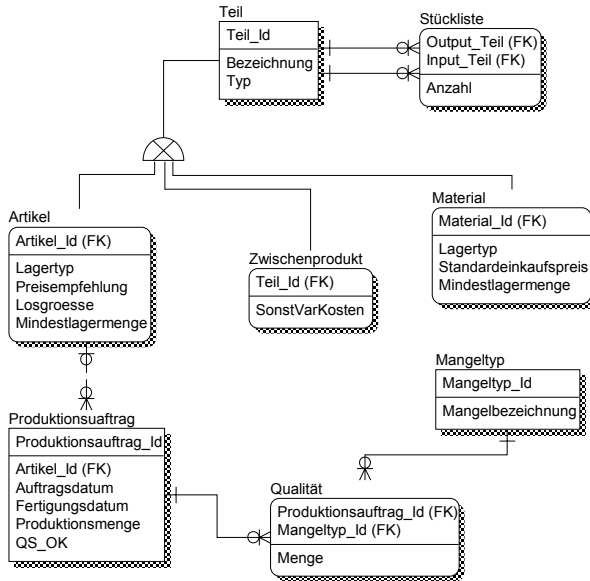 Teil
Teil_Id
Bezeichnung
Typ
Stückliste
Output_Teil (FK)
Input_Teil (FK)
Anzahl
Artikel
Artikel_Id (FK)
Lagertyp
Preisempfehlung
Losgroesse
Mindestlagermenge
Zwischenprodukt
Teil_Id (FK)
SonstVarKosten
Material
Material_Id (FK)
Lagertyp
Standardeinkaufspreis
Mindestlagermenge
Mangeltyp
Mangeltyp_Id
Mangelbezeichnung
Produktionsuaftrag
Produktionsauftrag_Id
Artikel_Id (FK)
Auftragsdatum
Fertigungsdatum
Produktionsmenge
QS_OK
Qualität
Produktionsauftrag_Id (FK)
Mangeltyp_Id (FK)
Menge